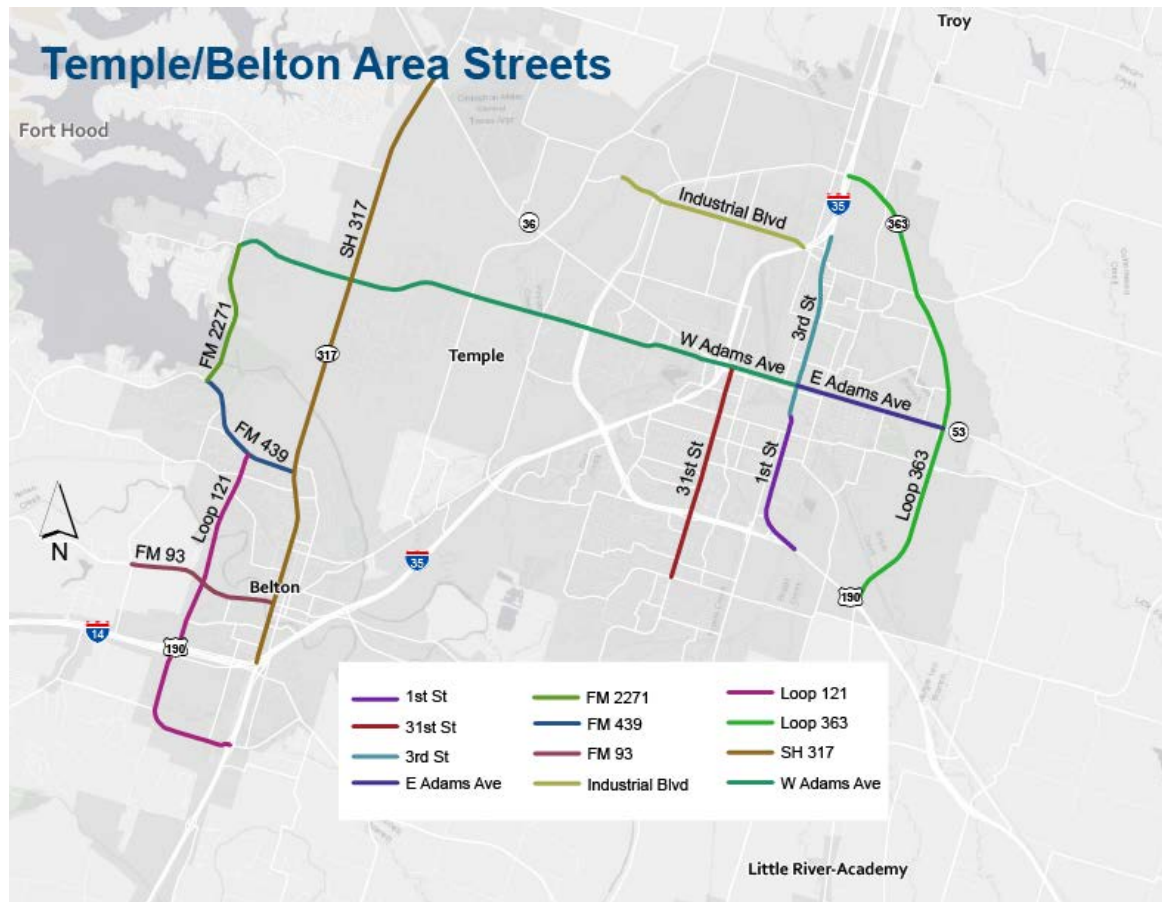 Troy
Temple/Belton Area Streets
Fort Hood
SH 317
36
Industrial Blvd
35
363
FM 2271
317
3rd St
Temple
W Adams Ave
E Adams Ave
53
FM 439
31st St
1st St
Loop 363
Loop 121
N
FM 93
35
Belton
190
14
190
1st St
31st St
3rd St
E Adams Ave
FM 2271
FM 439
FM 93
Industrial Blvd
Loop 121
Loop 363
SH 317
W Adams Ave
Little River-Academy